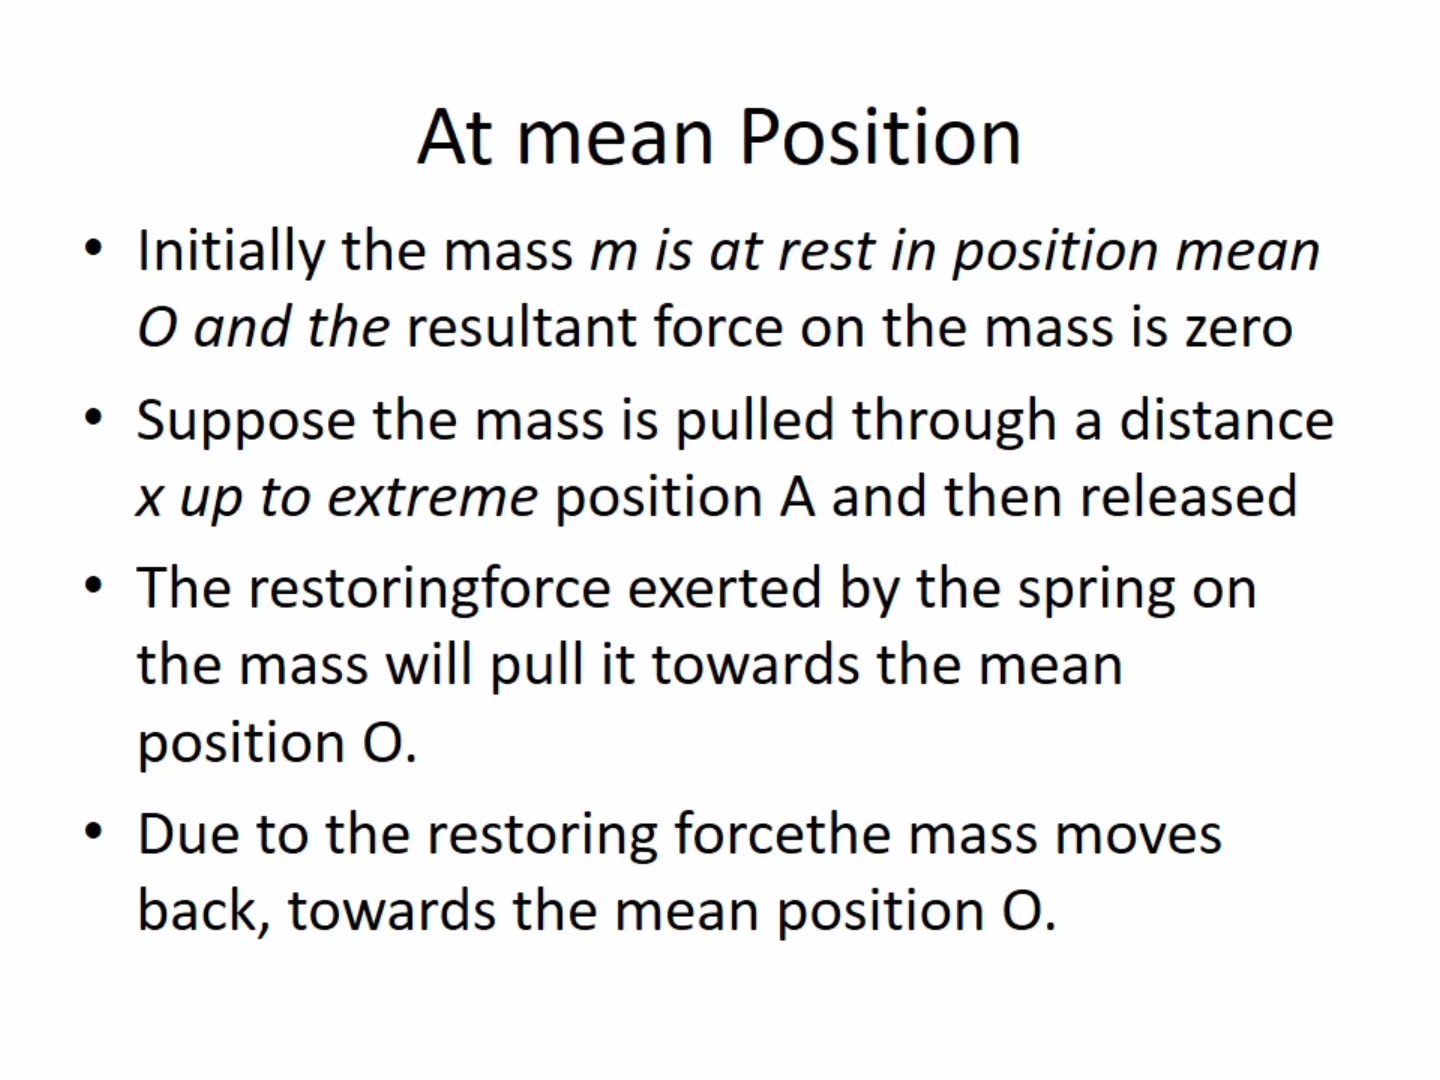 At mean Position
• Initially the mass m is at rest in position mean
O and the resultant force on the mass is zero
• Suppose the mass is pulled through a distance
x up to extreme position A and then released
• The restoringforce exerted by the spring on
the mass will pull it towards the mean
position O.
• Due to the restoring forcethe mass moves
back, towards the mean position O.